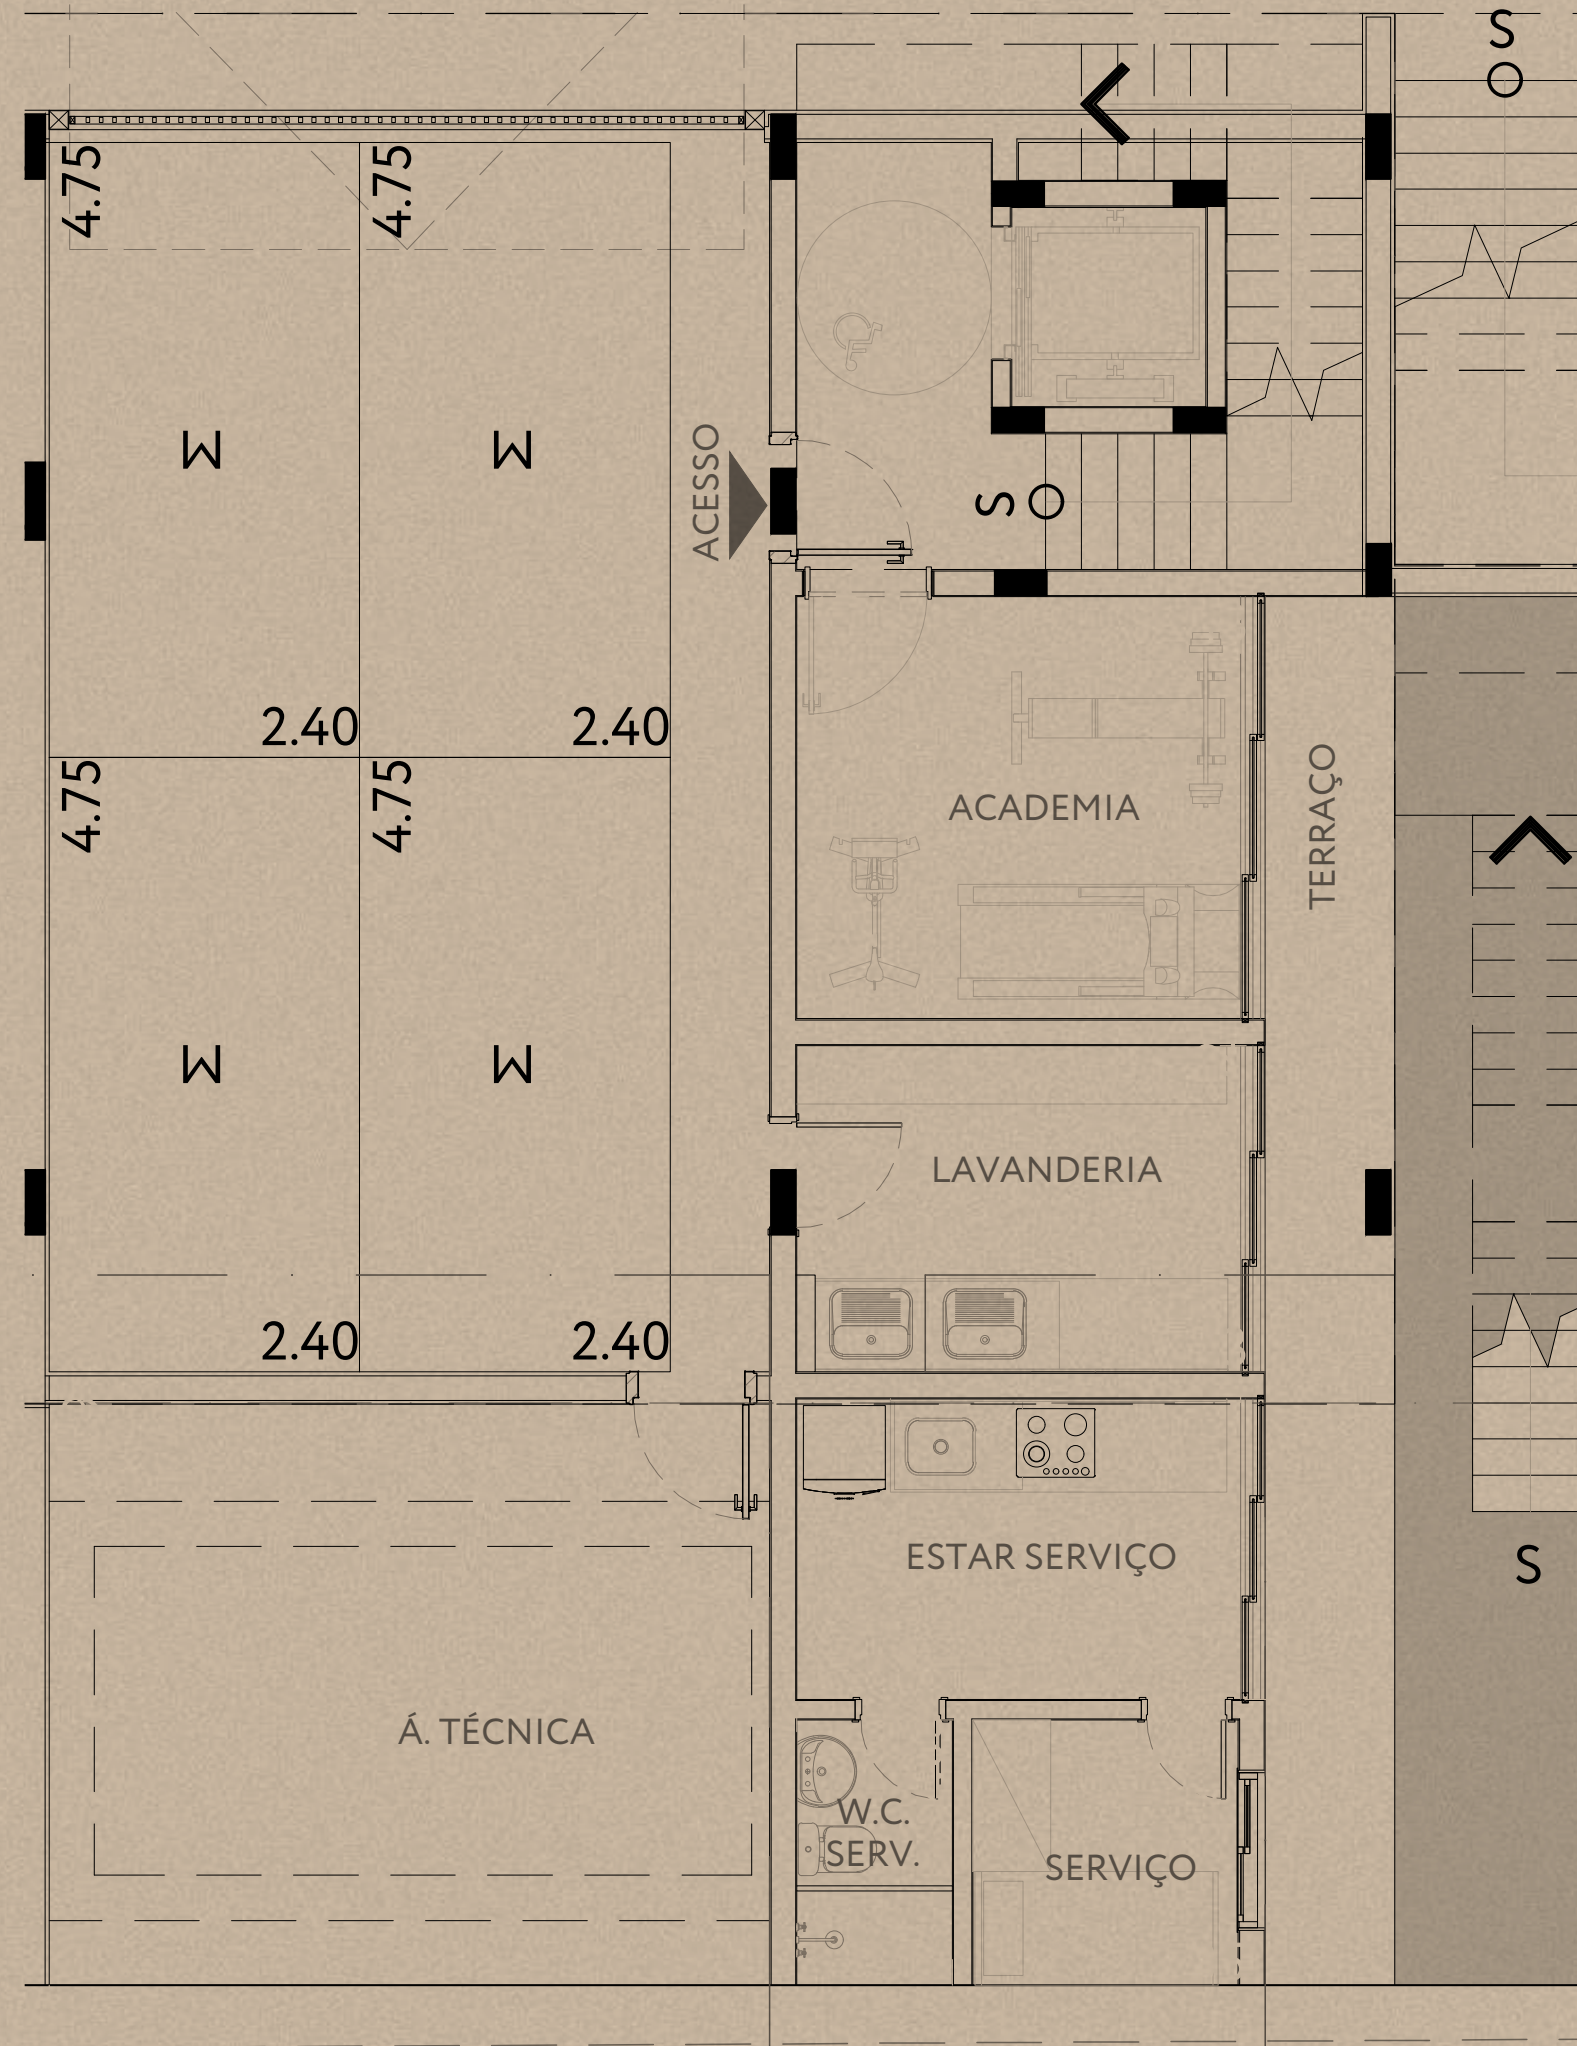 S
4.75
4.75
M
M
ACESSO
S
2.40
2.40
4.75
4.75
ACADEMIA
TERRAÇO
M
M
LAVANDERIA
2.40
2.40
ESTAR SERVIÇO
S
Á. TÉCNICA
W.C.
SERV.
SERVIÇO